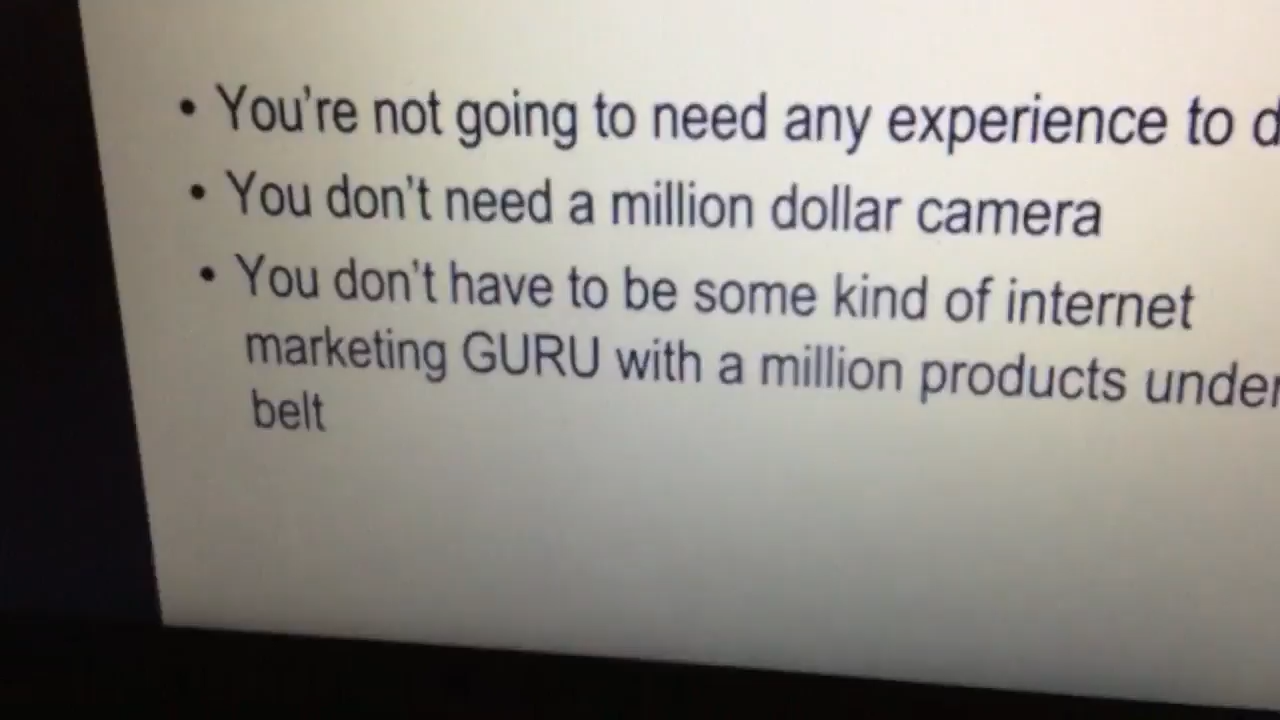 • You're not going to need any experience to d
• You don't need a million dollar camera
• You don't have to be some kind of internet
marketing GURU with a million products under
belt